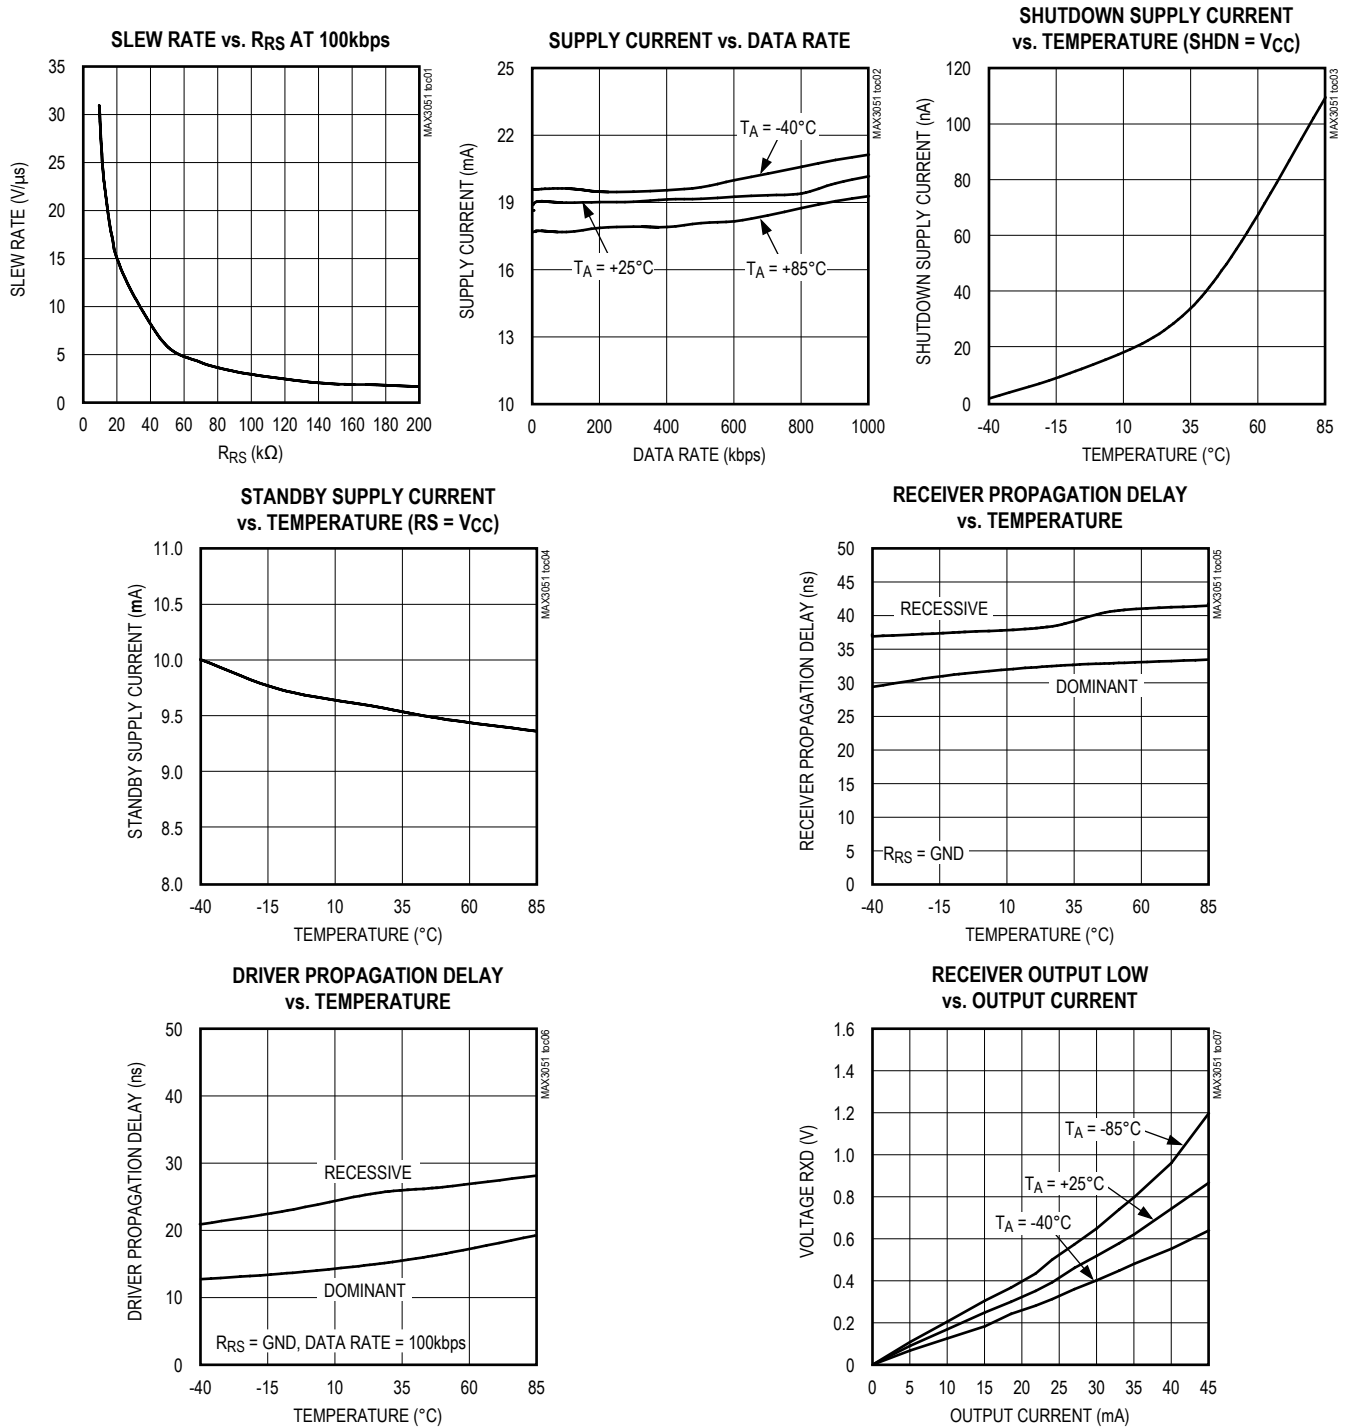 SLEW RATE vs. RRS AT 100kbps
35
30
25
20
15
10
5
0
SLEW RATE (V/µs)
0 20 40 60 80 100 120 140 160 180 200
RRS (kΩ)
MAX3051 toc01
SUPPLY CURRENT vs. DATA RATE
25
22
19
16
13
10
SUPPLY CURRENT (mA)
TA = -40°C
TA = +25°C
TA = +85°C
0 200 400 600 800 1000
DATA RATE (kbps)
MAX3051 toc02
SHUTDOWN SUPPLY CURRENT
vs. TEMPERATURE (SHDN = VCC)
120
100
80
60
40
20
0
SHUTDOWN SUPPLY CURRENT (nA)
-40 -15 10 35 60 85
TEMPERATURE (°C)
MAX3051 toc03
STANDBY SUPPLY CURRENT
vs. TEMPERATURE (RS = VCC)
11.0
10.5
10.0
9.5
9.0
8.5
8.0
STANDBY SUPPLY CURRENT (mA)
-40 -15 10 35 60 85
TEMPERATURE (°C)
MAX3051 toc04
RECEIVER PROPAGATION DELAY
vs. TEMPERATURE
50
45
40
35
30
25
20
15
10
5
0
RECEIVER PROPAGATION DELAY (ns)
RECESSIVE
DOMINANT
RRS = GND
-40 -15 10 35 60 85
TEMPERATURE (°C)
MAX3051 toc05
DRIVER PROPAGATION DELAY
vs. TEMPERATURE
50
40
30
20
10
0
DRIVER PROPAGATION DELAY (ns)
RECESSIVE
DOMINANT
RRS = GND, DATA RATE = 100kbps
-40 -15 10 35 60 85
TEMPERATURE (°C)
MAX3051 toc06
RECEIVER OUTPUT LOW
vs. OUTPUT CURRENT
1.6
1.4
1.2
1.0
0.8
0.6
0.4
0.2
0
VOLTAGE RXD (V)
TA = -85°C
TA = +25°C
TA = -40°C
0 5 10 15 20 25 30 35 40 45
OUTPUT CURRENT (mA)
MAX3051 toc07